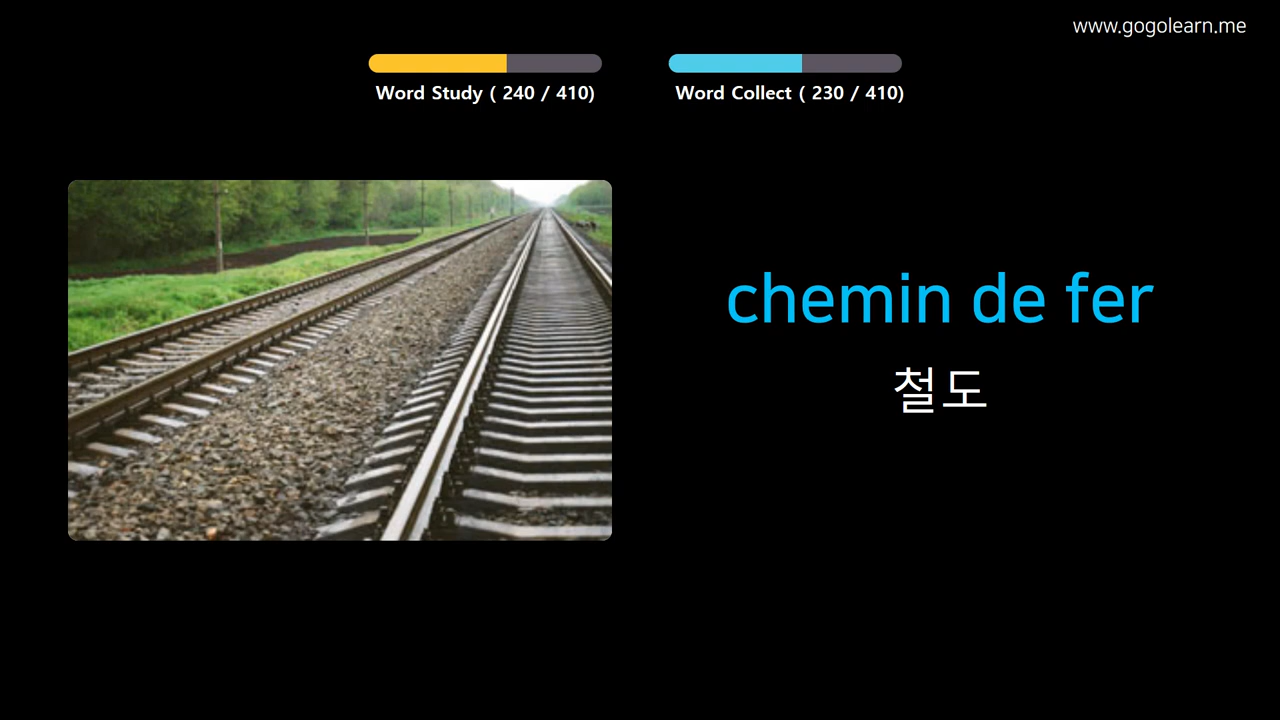 www.gogolearn.me
Word Study ( 240 / 410)
Word Collect ( 230 / 410)
chemin de fer
철도